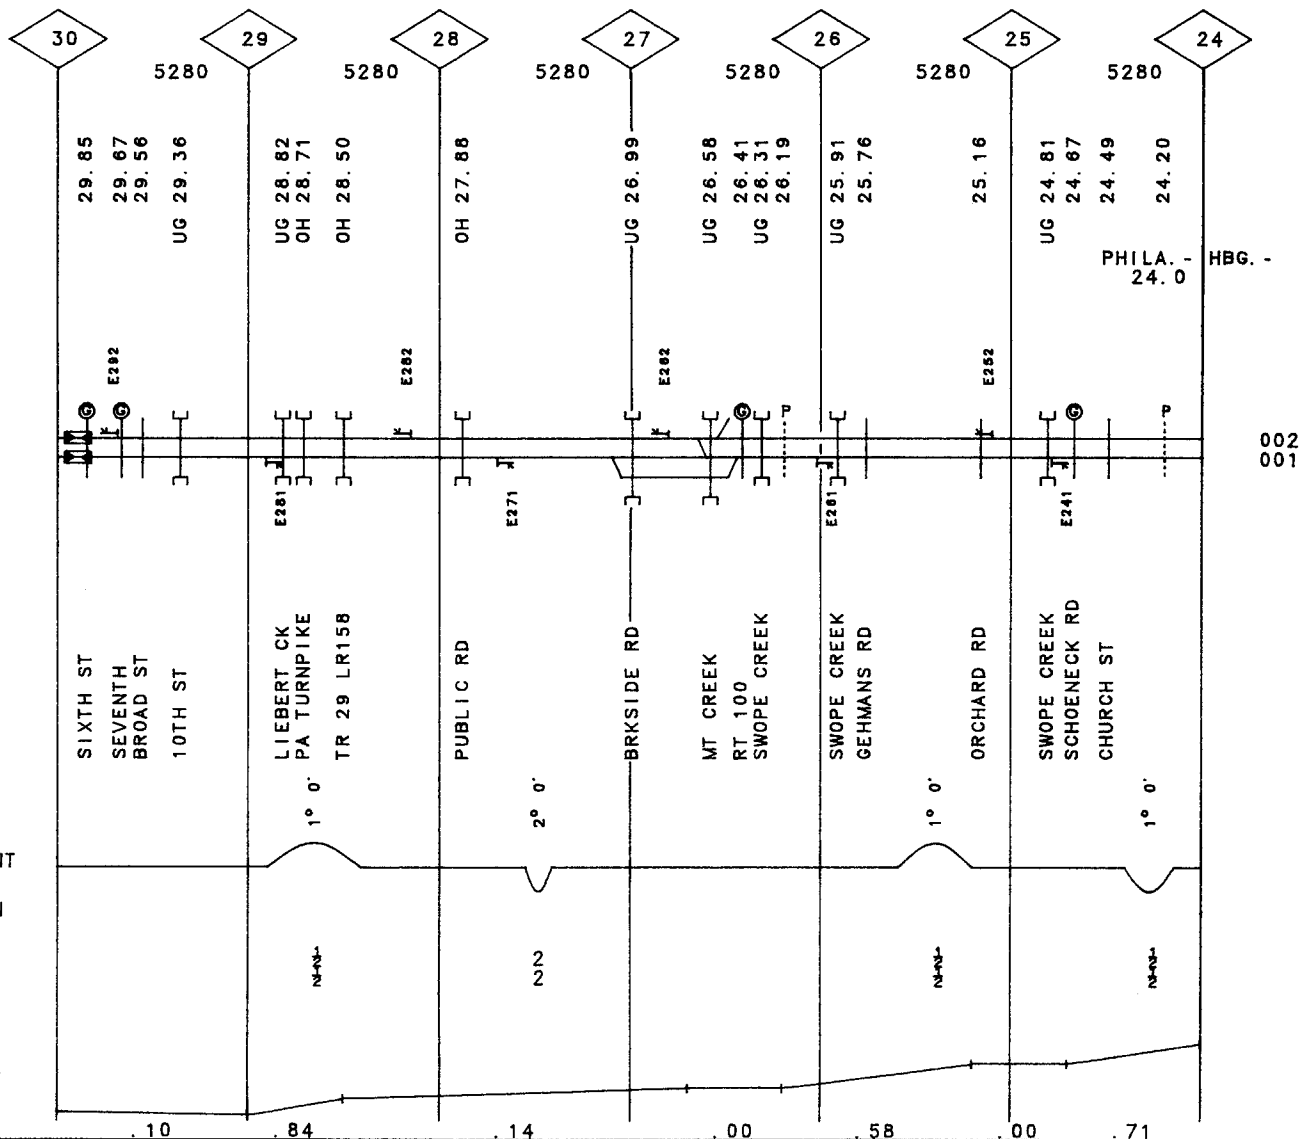 30 29 28 27 26 25 24
5280 5280 5280 5280 5280 5280
29.85
29.67
29.56
UG 29.36
UG 28.82
OH 28.71
OH 28.50
OH 27.88
UG 26.99
UG 26.58
26.41
UG 26.31
26.19
UG 25.91
25.76
25.16
UG 24.81
24.67
24.49
24.20
PHILA. - HBG. -
24.0
E292
E282
E262
E252
G G G G
P P
002
001
E281
E271
E261
E241
SIXTH ST
SEVENTH
BROAD ST
10TH ST
LIEBERT CK
PA TURNPIKE
TR 29 LR158
PUBLIC RD
BRKSIDE RD
MT CREEK
RT 100
SWOPE CREEK
SWOPE CREEK
GEHMANS RD
ORCHARD RD
SWOPE CREEK
SCHOENECK RD
CHURCH ST
1° 0' 2° 0' 1° 0' 1° 0'
2
2
.10 .84 .14 .00 .58 .00 .71